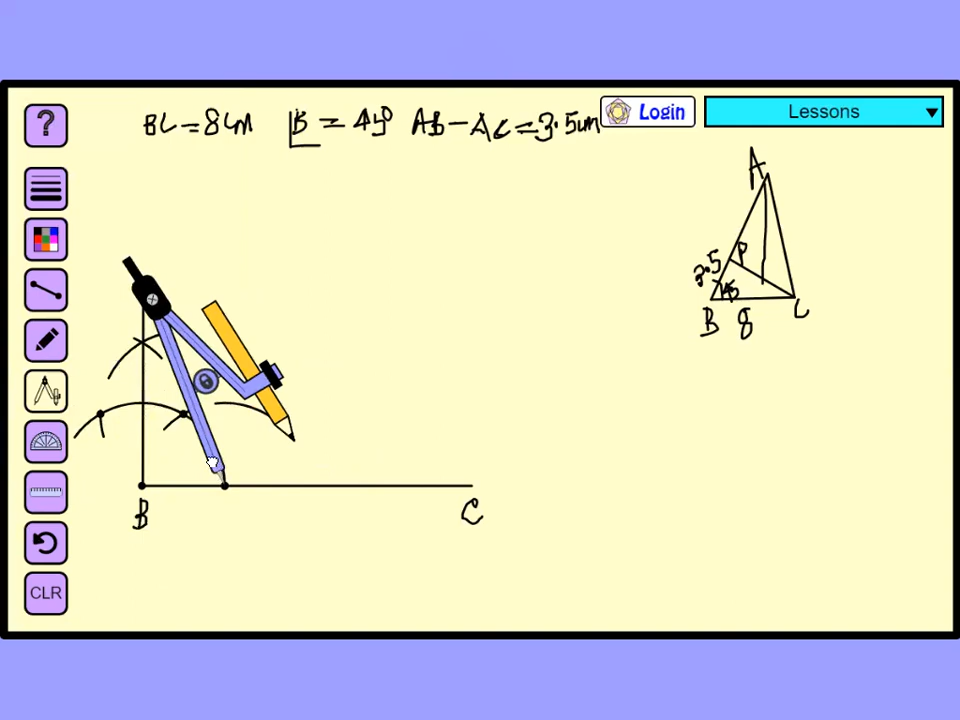 ? BC=8cm ∠B = 45° AB-AC=3.5cm Login Lessons
A
3.5 P
45
B 8 C
B C
CLR